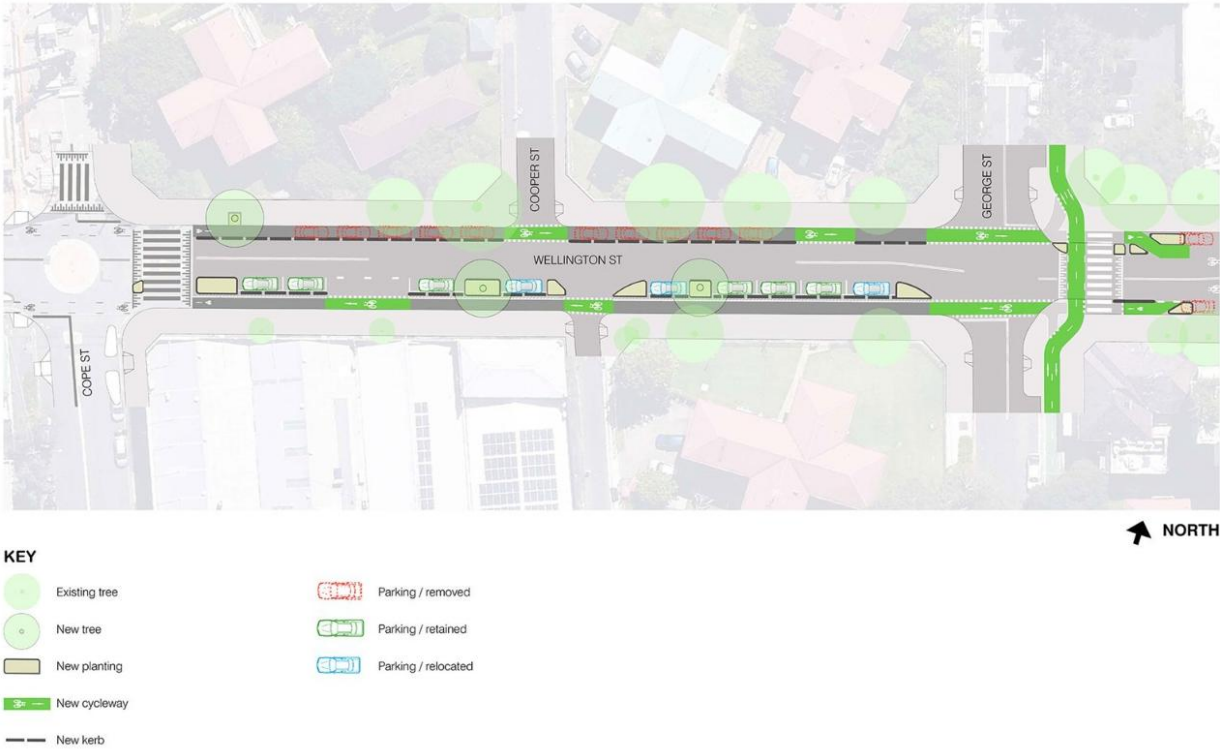 COOPER ST
GEORGE ST
WELLINGTON ST
COPE ST
NORTH
KEY
Existing tree
New tree
New planting
New cycleway
New kerb
Parking / removed
Parking / retained
Parking / relocated